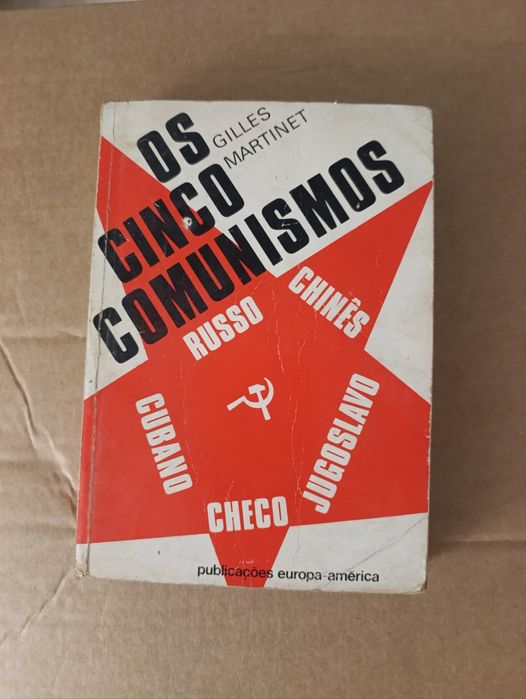 OS
CINCO
COMUNISMOS
GILLES
MARTINET
RUSSO
CHINÊS
CUBANO
JUGOSLAVO
CHECO
publicações europa-américa